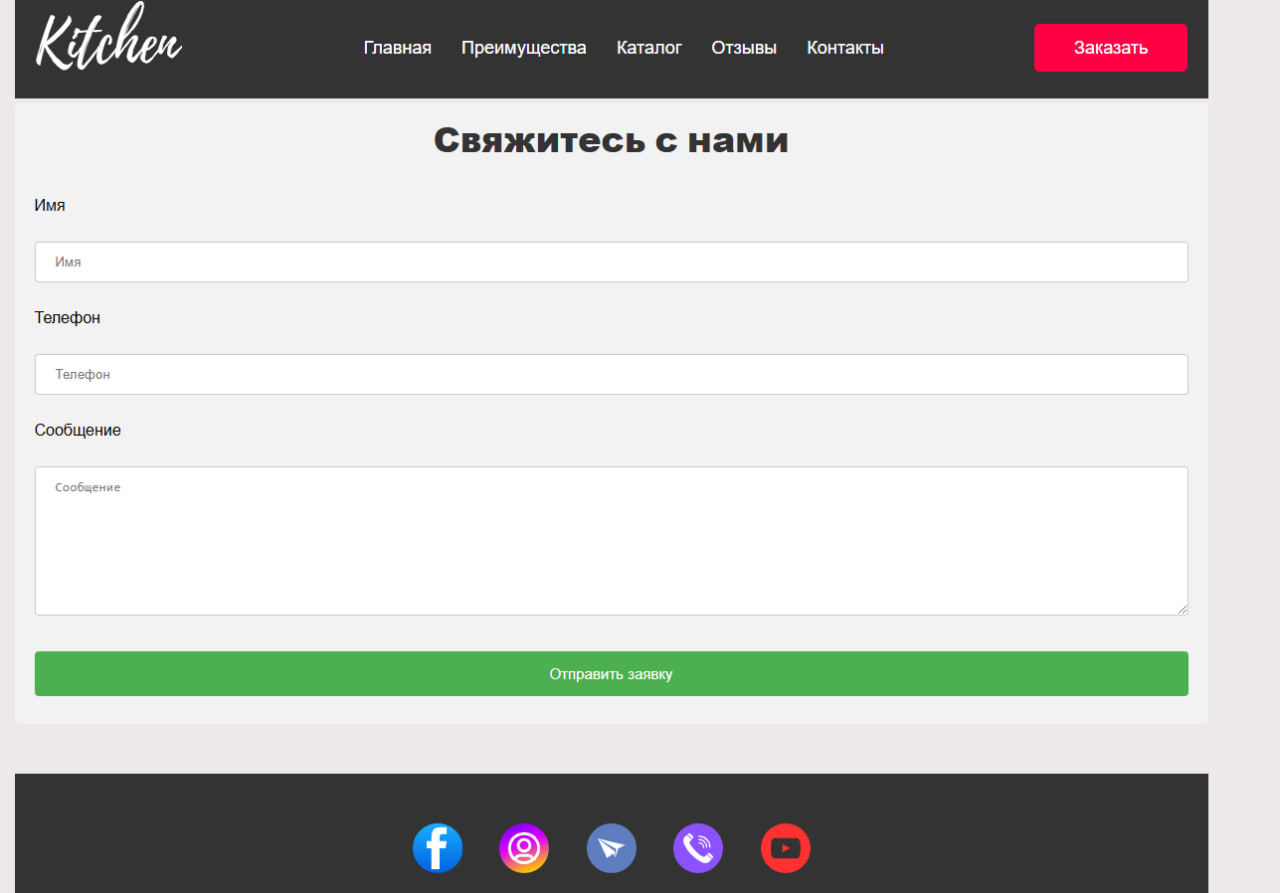 Kitchen
Главная Преимущества Каталог Отзывы Контакты Заказать
Свяжитесь с нами
Имя
Имя
Телефон
Телефон
Сообщение
Сообщение
Отправить заявку